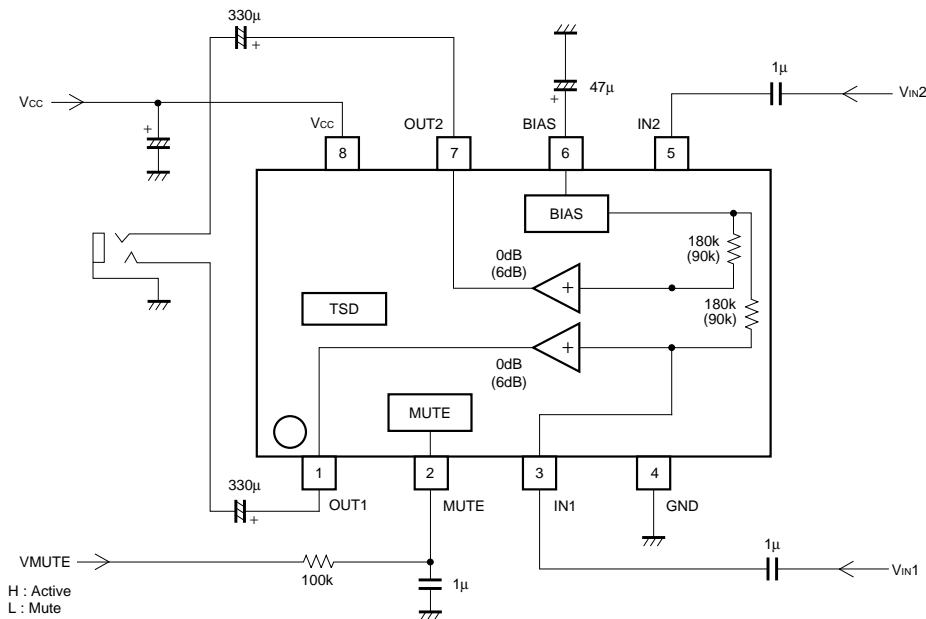 330μ
+
VCC
+
VCC
8
OUT2
7
47μ
+
BIAS
6
IN2
5
1μ
VIN2
BIAS
180k
(90k)
0dB
(6dB)
+
180k
(90k)
TSD
+
0dB
(6dB)
MUTE
1
2
3
4
330μ
+
OUT1
MUTE
IN1
GND
VMUTE
100k
1μ
1μ
VIN1
H : Active
L : Mute